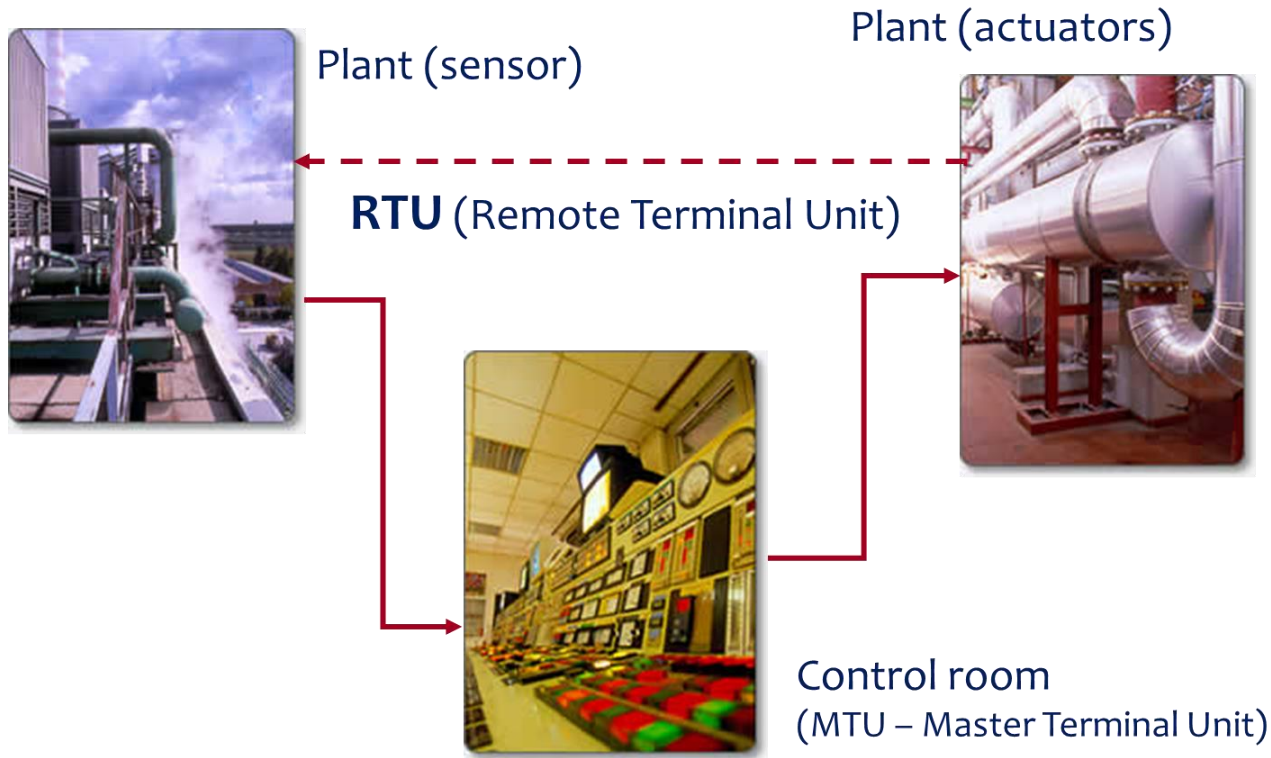 Plant (sensor)
Plant (actuators)
RTU (Remote Terminal Unit)
Control room
(MTU – Master Terminal Unit)